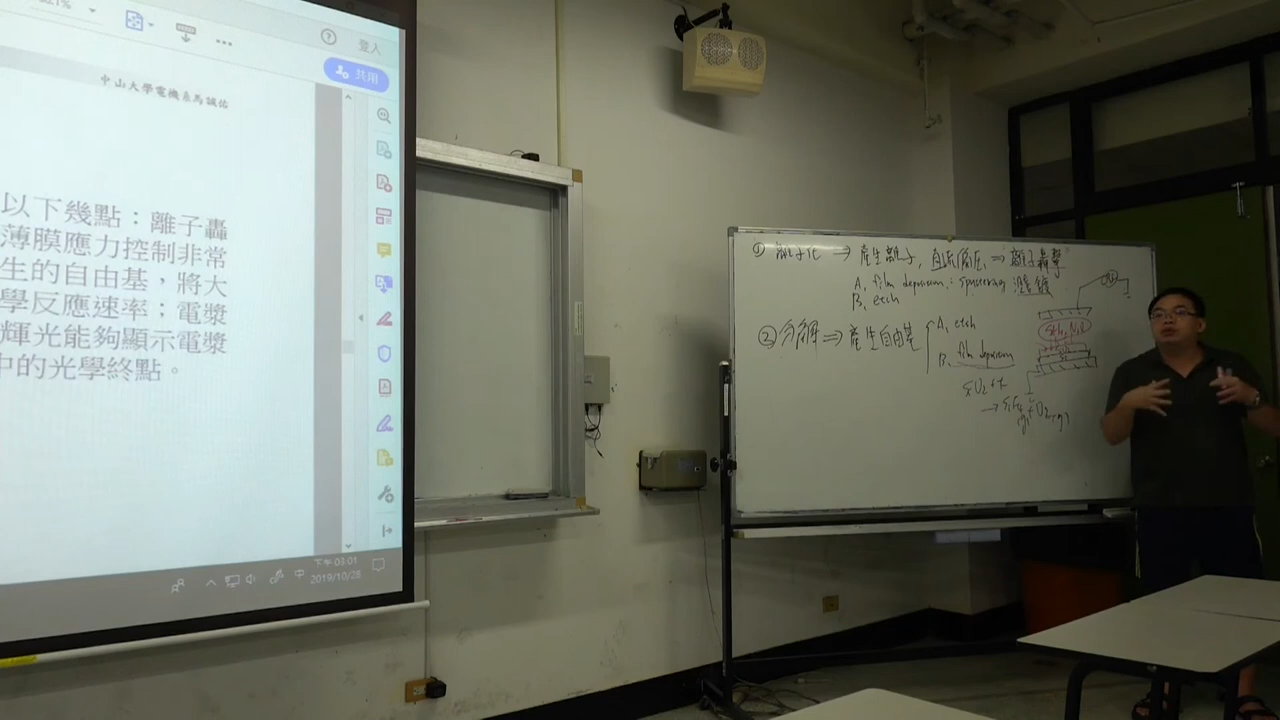 登入
共用
中山大學電機系馬誠佑
以下幾點：離子轟
薄膜應力控制非常
生的自由基，將大
學反應速率；電漿
輝光能夠顯示電漿
中的光學終點。
下午 03:01
中
2019/10/28
① 離子化 ⇒ 產生離子，直流偏压 ⇒ 離子轟擊
A. film deposition : sputtering 濺鍍
B. etch
② 分解 ⇒ 產生自由基
A. etch
B. film deposition